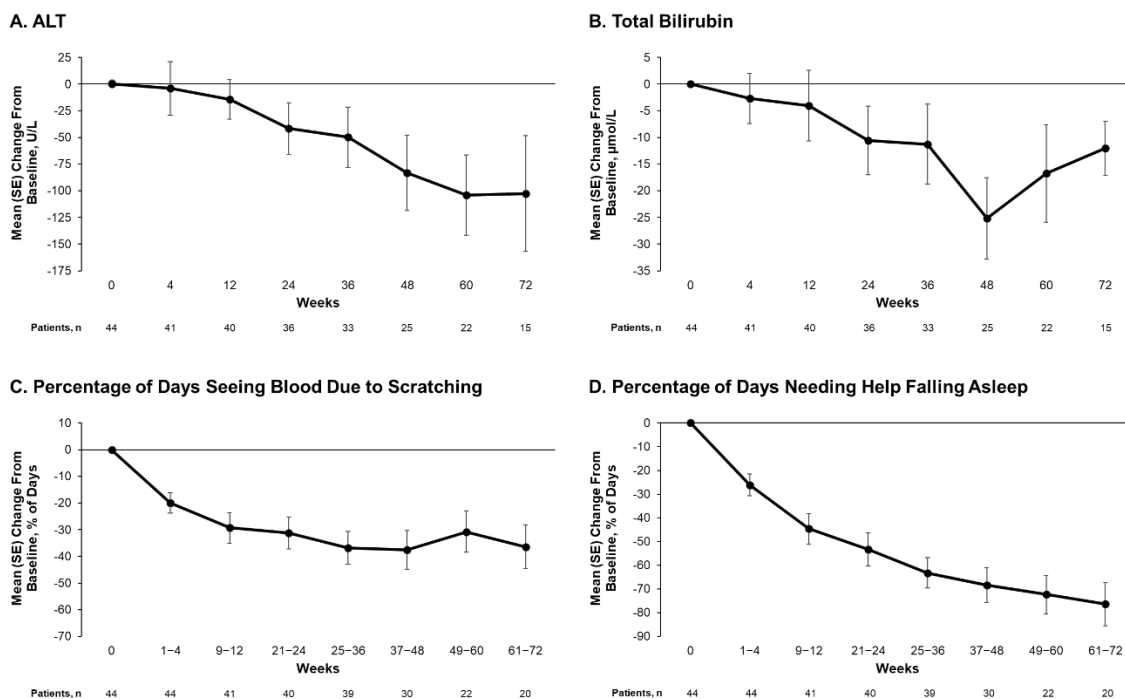 A. ALT
Mean (SE) Change From
Baseline, U/L
25
0
-25
-50
-75
-100
-125
-150
-175
0 4 12 24 36 48 60 72
Weeks
Patients, n 44 41 40 36 33 25 22 15
B. Total Bilirubin
Mean (SE) Change From
Baseline, µmol/L
5
0
-5
-10
-15
-20
-25
-30
-35
0 4 12 24 36 48 60 72
Weeks
Patients, n 44 41 40 36 33 25 22 15
C. Percentage of Days Seeing Blood Due to Scratching
Mean (SE) Change From
Baseline, % of Days
10
0
-10
-20
-30
-40
-50
-60
-70
0 1–4 9–12 21–24 25–36 37–48 49–60 61–72
Weeks
Patients, n 44 44 41 40 39 30 22 20
D. Percentage of Days Needing Help Falling Asleep
Mean (SE) Change From
Baseline, % of Days
0
-10
-20
-30
-40
-50
-60
-70
-80
-90
0 1–4 9–12 21–24 25–36 37–48 49–60 61–72
Weeks
Patients, n 44 44 41 40 39 30 22 20